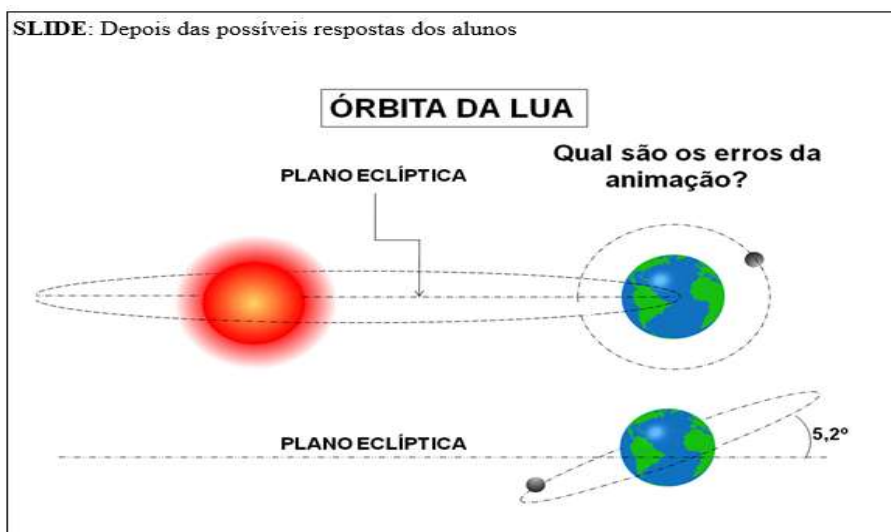 SLIDE: Depois das possíveis respostas dos alunos
ÓRBITA DA LUA
Qual são os erros da
animação?
PLANO ECLÍPTICA
PLANO ECLÍPTICA
5,2º